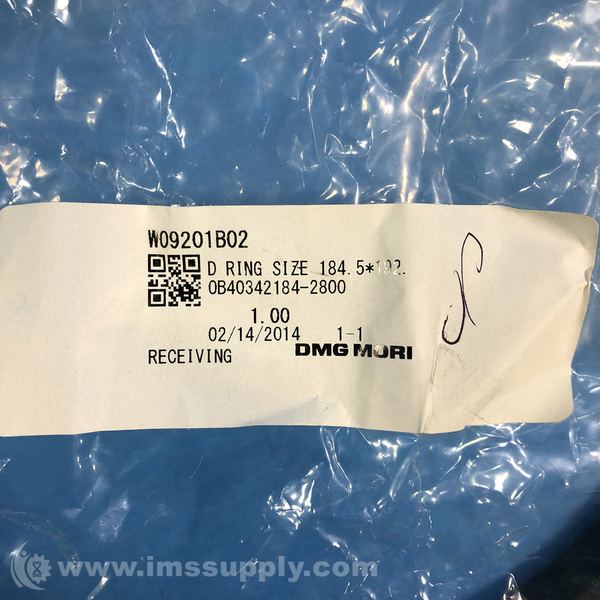 W09201B02
D RING SIZE 184.5*192.
OB40342184-2800
1.00
02/14/2014 1-1
RECEIVING DMG MORI
www.imssupply.com